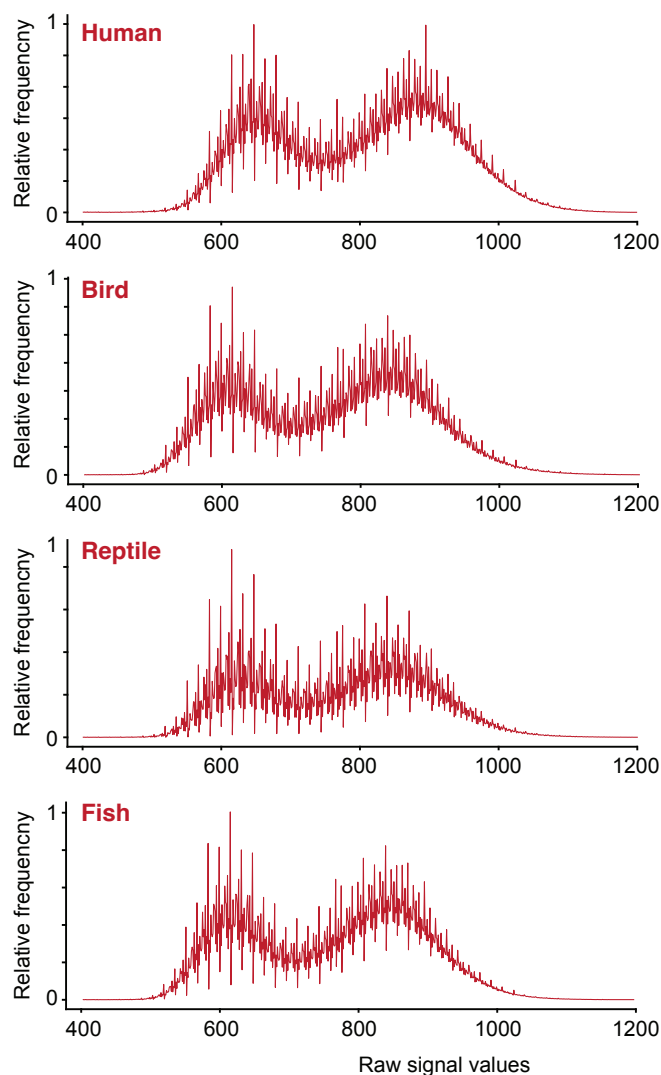 Human
Relative frequencny
1
0
400 600 800 1000 1200
Bird
Relative frequencny
1
0
400 600 800 1000 1200
Reptile
Relative frequencny
1
0
400 600 800 1000 1200
Fish
Relative frequencny
1
0
400 600 800 1000 1200
Raw signal values